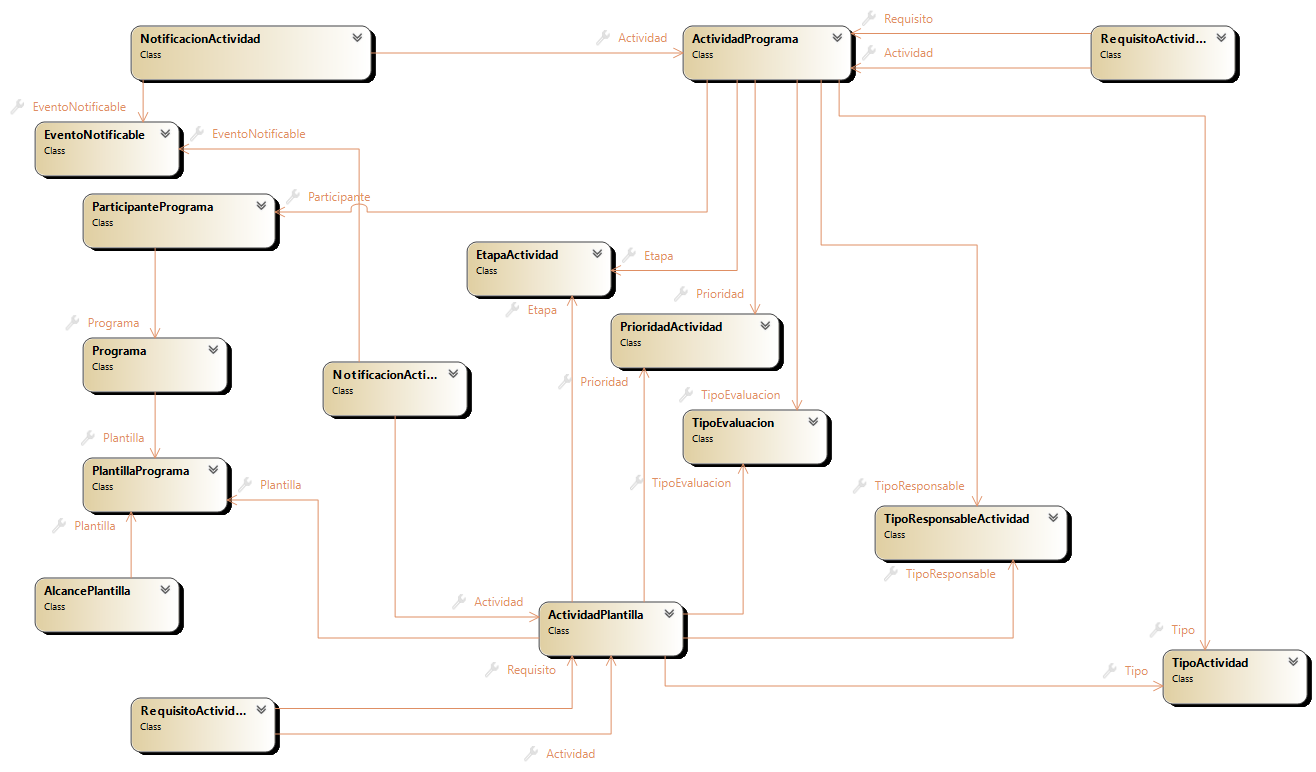 NotificacionActividad
Class
Actividad
ActividadPrograma
Class
Requisito
Actividad
RequisitoActivid...
Class
EventoNotificable
EventoNotificable
Class
EventoNotificable
ParticipantePrograma
Class
Participante
EtapaActividad
Class
Etapa
Etapa
Prioridad
PrioridadActividad
Class
Programa
Programa
Class
NotificacionActi...
Class
Prioridad
TipoEvaluacion
TipoEvaluacion
Class
Plantilla
PlantillaPrograma
Class
Plantilla
TipoEvaluacion
TipoResponsable
TipoResponsableActividad
Class
Plantilla
TipoResponsable
AlcancePlantilla
Class
Actividad
ActividadPlantilla
Class
Tipo
TipoActividad
Class
Requisito
Tipo
RequisitoActivid...
Class
Actividad